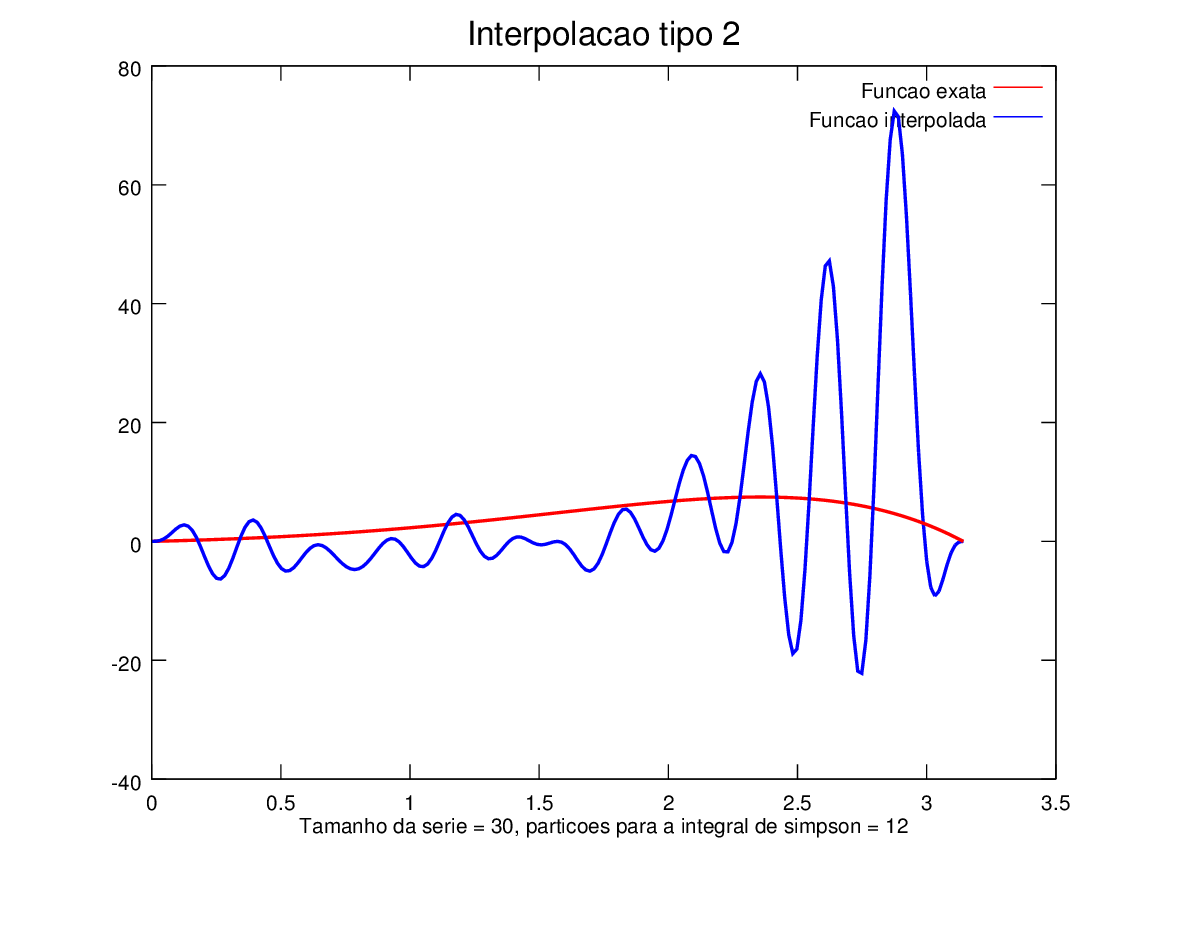 Interpolacao tipo 2
80
Funcao exata
Funcao interpolada
60
40
20
0
-20
-40
0 0.5 1 1.5 2 2.5 3 3.5
Tamanho da serie = 30, particoes para a integral de simpson = 12